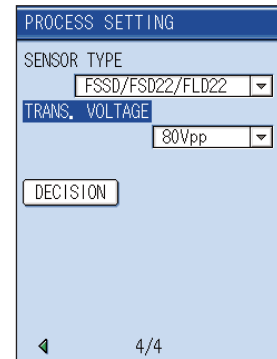 PROCESS SETTING
SENSOR TYPE
FSSD/FSD22/FLD22
TRANS. VOLTAGE
80Vpp
DECISION
4/4